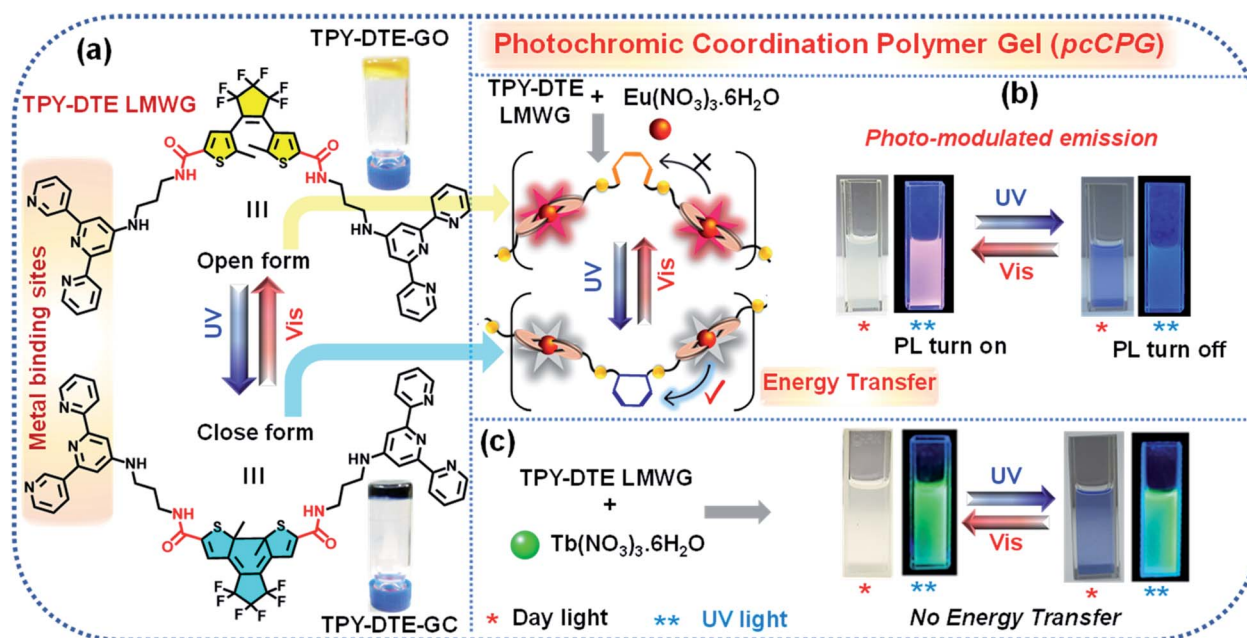 (a)
TPY-DTE-GO
TPY-DTE LMWG
F F
F F
F F
S S
O O
HN NH
NH HN
N N
N N
N N
Metal binding sites
III
Open form
UV
Vis
Close form
III
N N
N N
N N
NH HN
HN NH
O O
S S
F F
F F
F F
TPY-DTE-GC
Photochromic Coordination Polymer Gel (pcCPG)
TPY-DTE
LMWG
+
Eu(NO3)3.6H2O
UV
Vis
Energy Transfer
(b)
Photo-modulated emission
UV
Vis
* ** * **
PL turn on PL turn off
(c)
TPY-DTE LMWG
+
Tb(NO3)3.6H2O
UV
Vis
* ** * **
* Day light ** UV light
No Energy Transfer